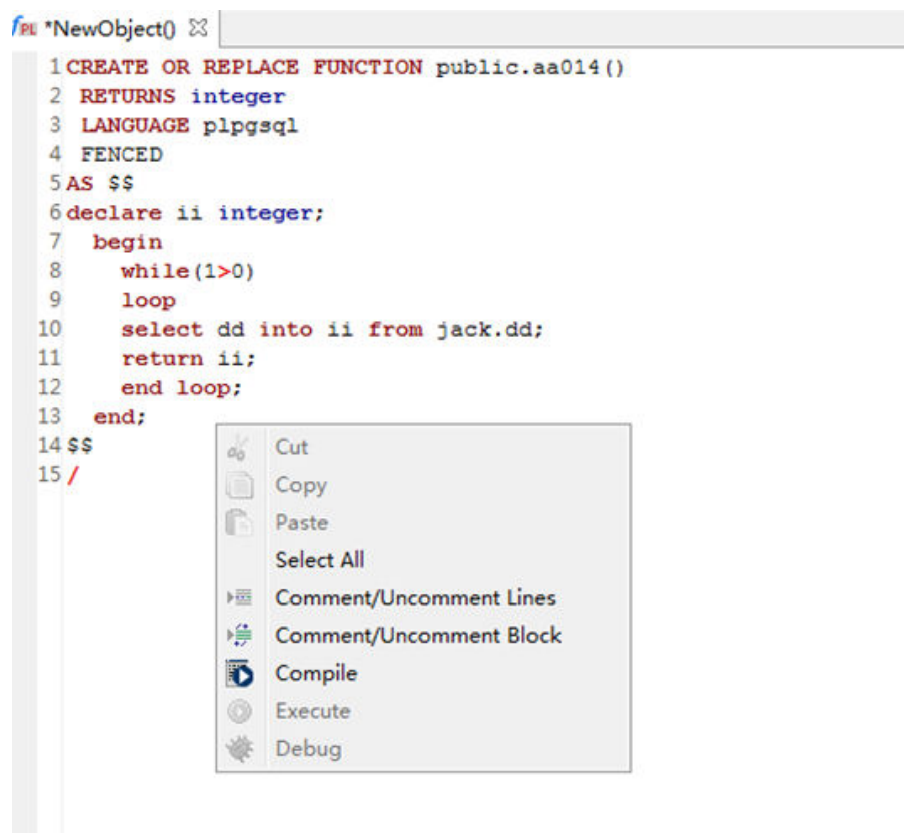 PL *NewObject()
1 CREATE OR REPLACE FUNCTION public.aa014()
2 RETURNS integer
3 LANGUAGE plpgsql
4 FENCED
5 AS $$
6 declare ii integer;
7 begin
8 while(1>0)
9 loop
10 select dd into ii from jack.dd;
11 return ii;
12 end loop;
13 end;
14 $$
15 /
Cut
Copy
Paste
Select All
Comment/Uncomment Lines
Comment/Uncomment Block
Compile
Execute
Debug